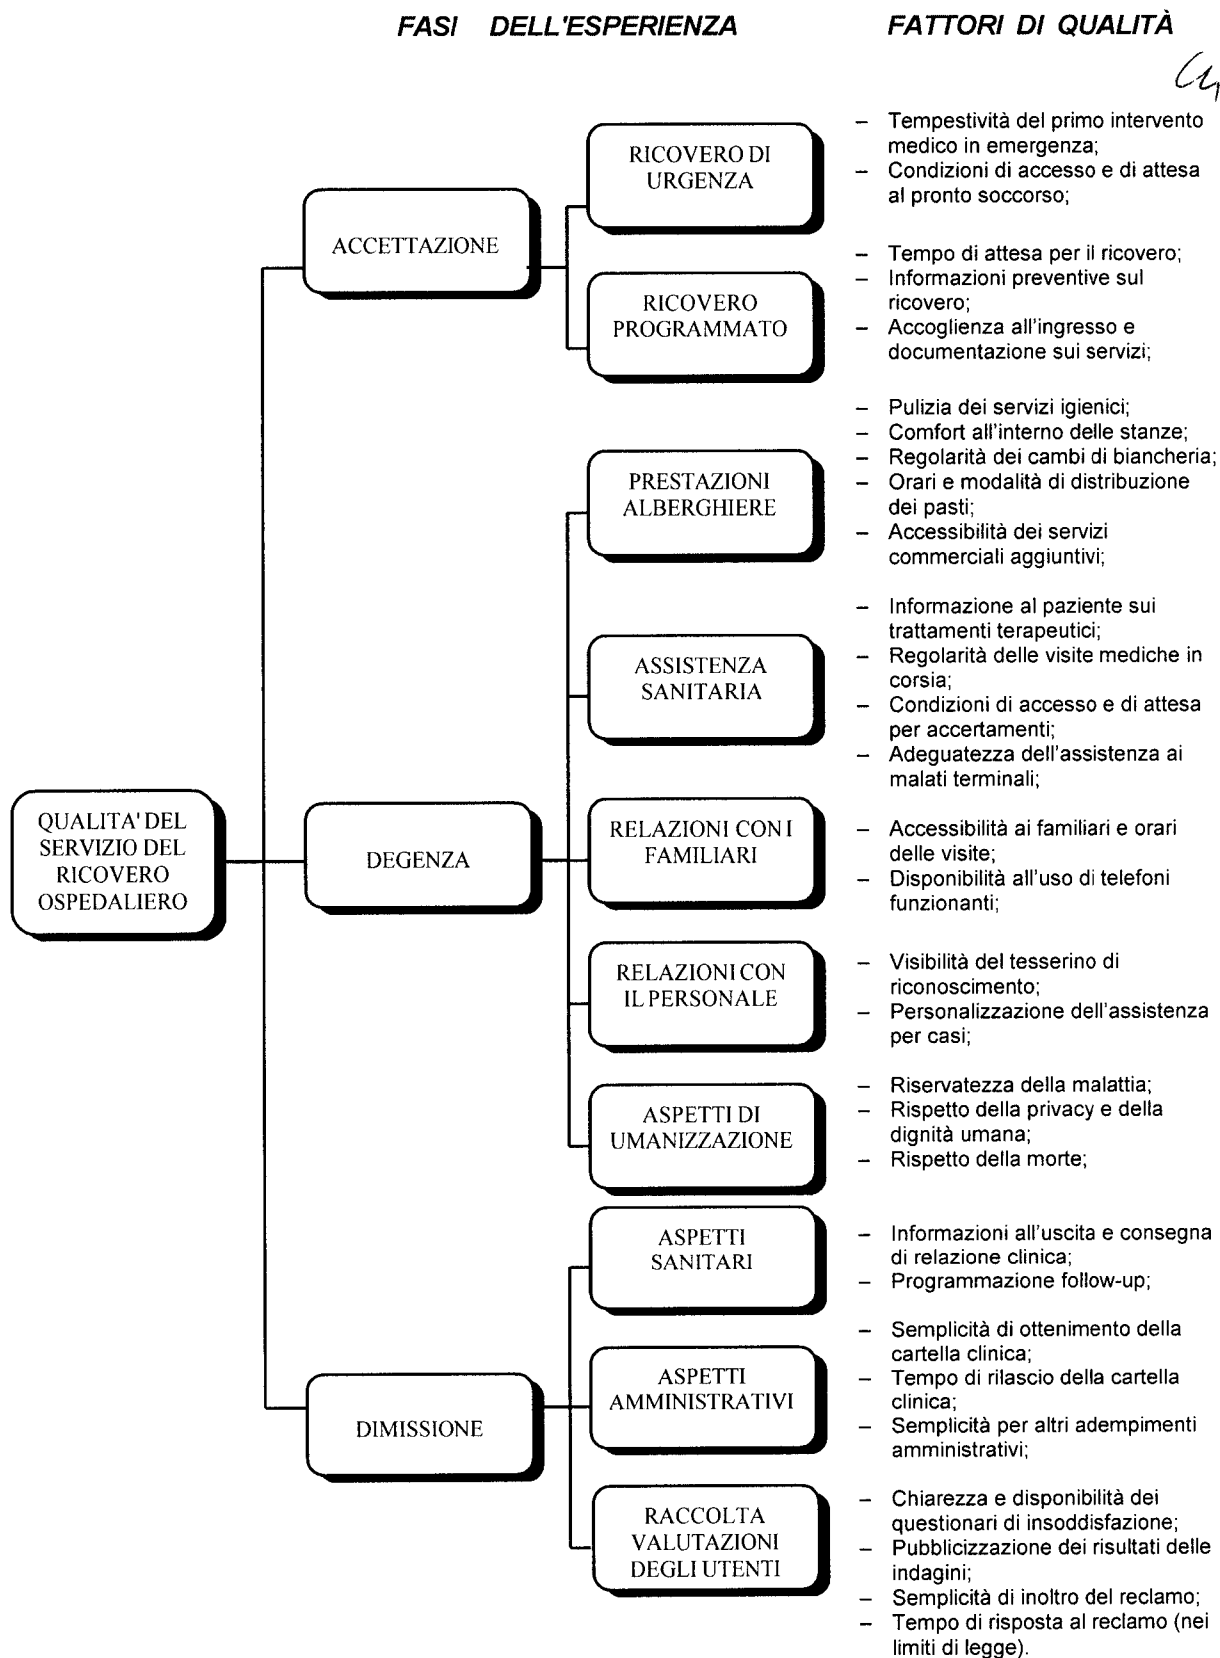 FASI DELL'ESPERIENZA
FATTORI DI QUALITÀ
RICOVERO DI
URGENZA
– Tempestività del primo intervento
medico in emergenza;
– Condizioni di accesso e di attesa
al pronto soccorso;
ACCETTAZIONE
RICOVERO
PROGRAMMATO
– Tempo di attesa per il ricovero;
– Informazioni preventive sul
ricovero;
– Accoglienza all'ingresso e
documentazione sui servizi;
PRESTAZIONI
ALBERGHIERE
– Pulizia dei servizi igienici;
– Comfort all'interno delle stanze;
– Regolarità dei cambi di biancheria;
– Orari e modalità di distribuzione
dei pasti;
– Accessibilità dei servizi
commerciali aggiuntivi;
ASSISTENZA
SANITARIA
– Informazione al paziente sui
trattamenti terapeutici;
– Regolarità delle visite mediche in
corsia;
– Condizioni di accesso e di attesa
per accertamenti;
– Adeguatezza dell'assistenza ai
malati terminali;
QUALITA' DEL
SERVIZIO DEL
RICOVERO
OSPEDALIERO
DEGENZA
RELAZIONI CON I
FAMILIARI
– Accessibilità ai familiari e orari
delle visite;
– Disponibilità all'uso di telefoni
funzionanti;
RELAZIONI CON
IL PERSONALE
– Visibilità del tesserino di
riconoscimento;
– Personalizzazione dell'assistenza
per casi;
ASPETTI DI
UMANIZZAZIONE
– Riservatezza della malattia;
– Rispetto della privacy e della
dignità umana;
– Rispetto della morte;
ASPETTI
SANITARI
– Informazioni all'uscita e consegna
di relazione clinica;
– Programmazione follow-up;
DIMISSIONE
ASPETTI
AMMINISTRATIVI
– Semplicità di ottenimento della
cartella clinica;
– Tempo di rilascio della cartella
clinica;
– Semplicità per altri adempimenti
amministrativi;
RACCOLTA
VALUTAZIONI
DEGLI UTENTI
– Chiarezza e disponibilità dei
questionari di insoddisfazione;
– Pubblicizzazione dei risultati delle
indagini;
– Semplicità di inoltro del reclamo;
– Tempo di risposta al reclamo (nei
limiti di legge).